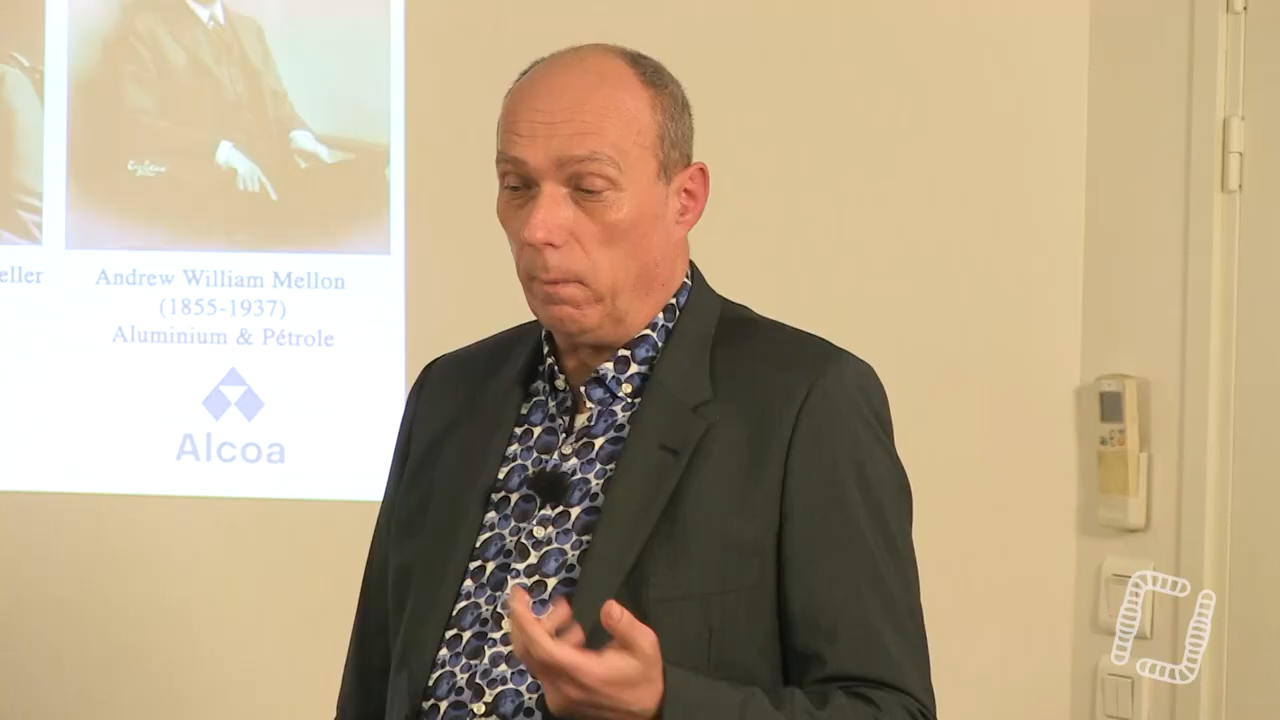 eller
Andrew William Mellon
(1855-1937)
Aluminium & Pétrole
Alcoa